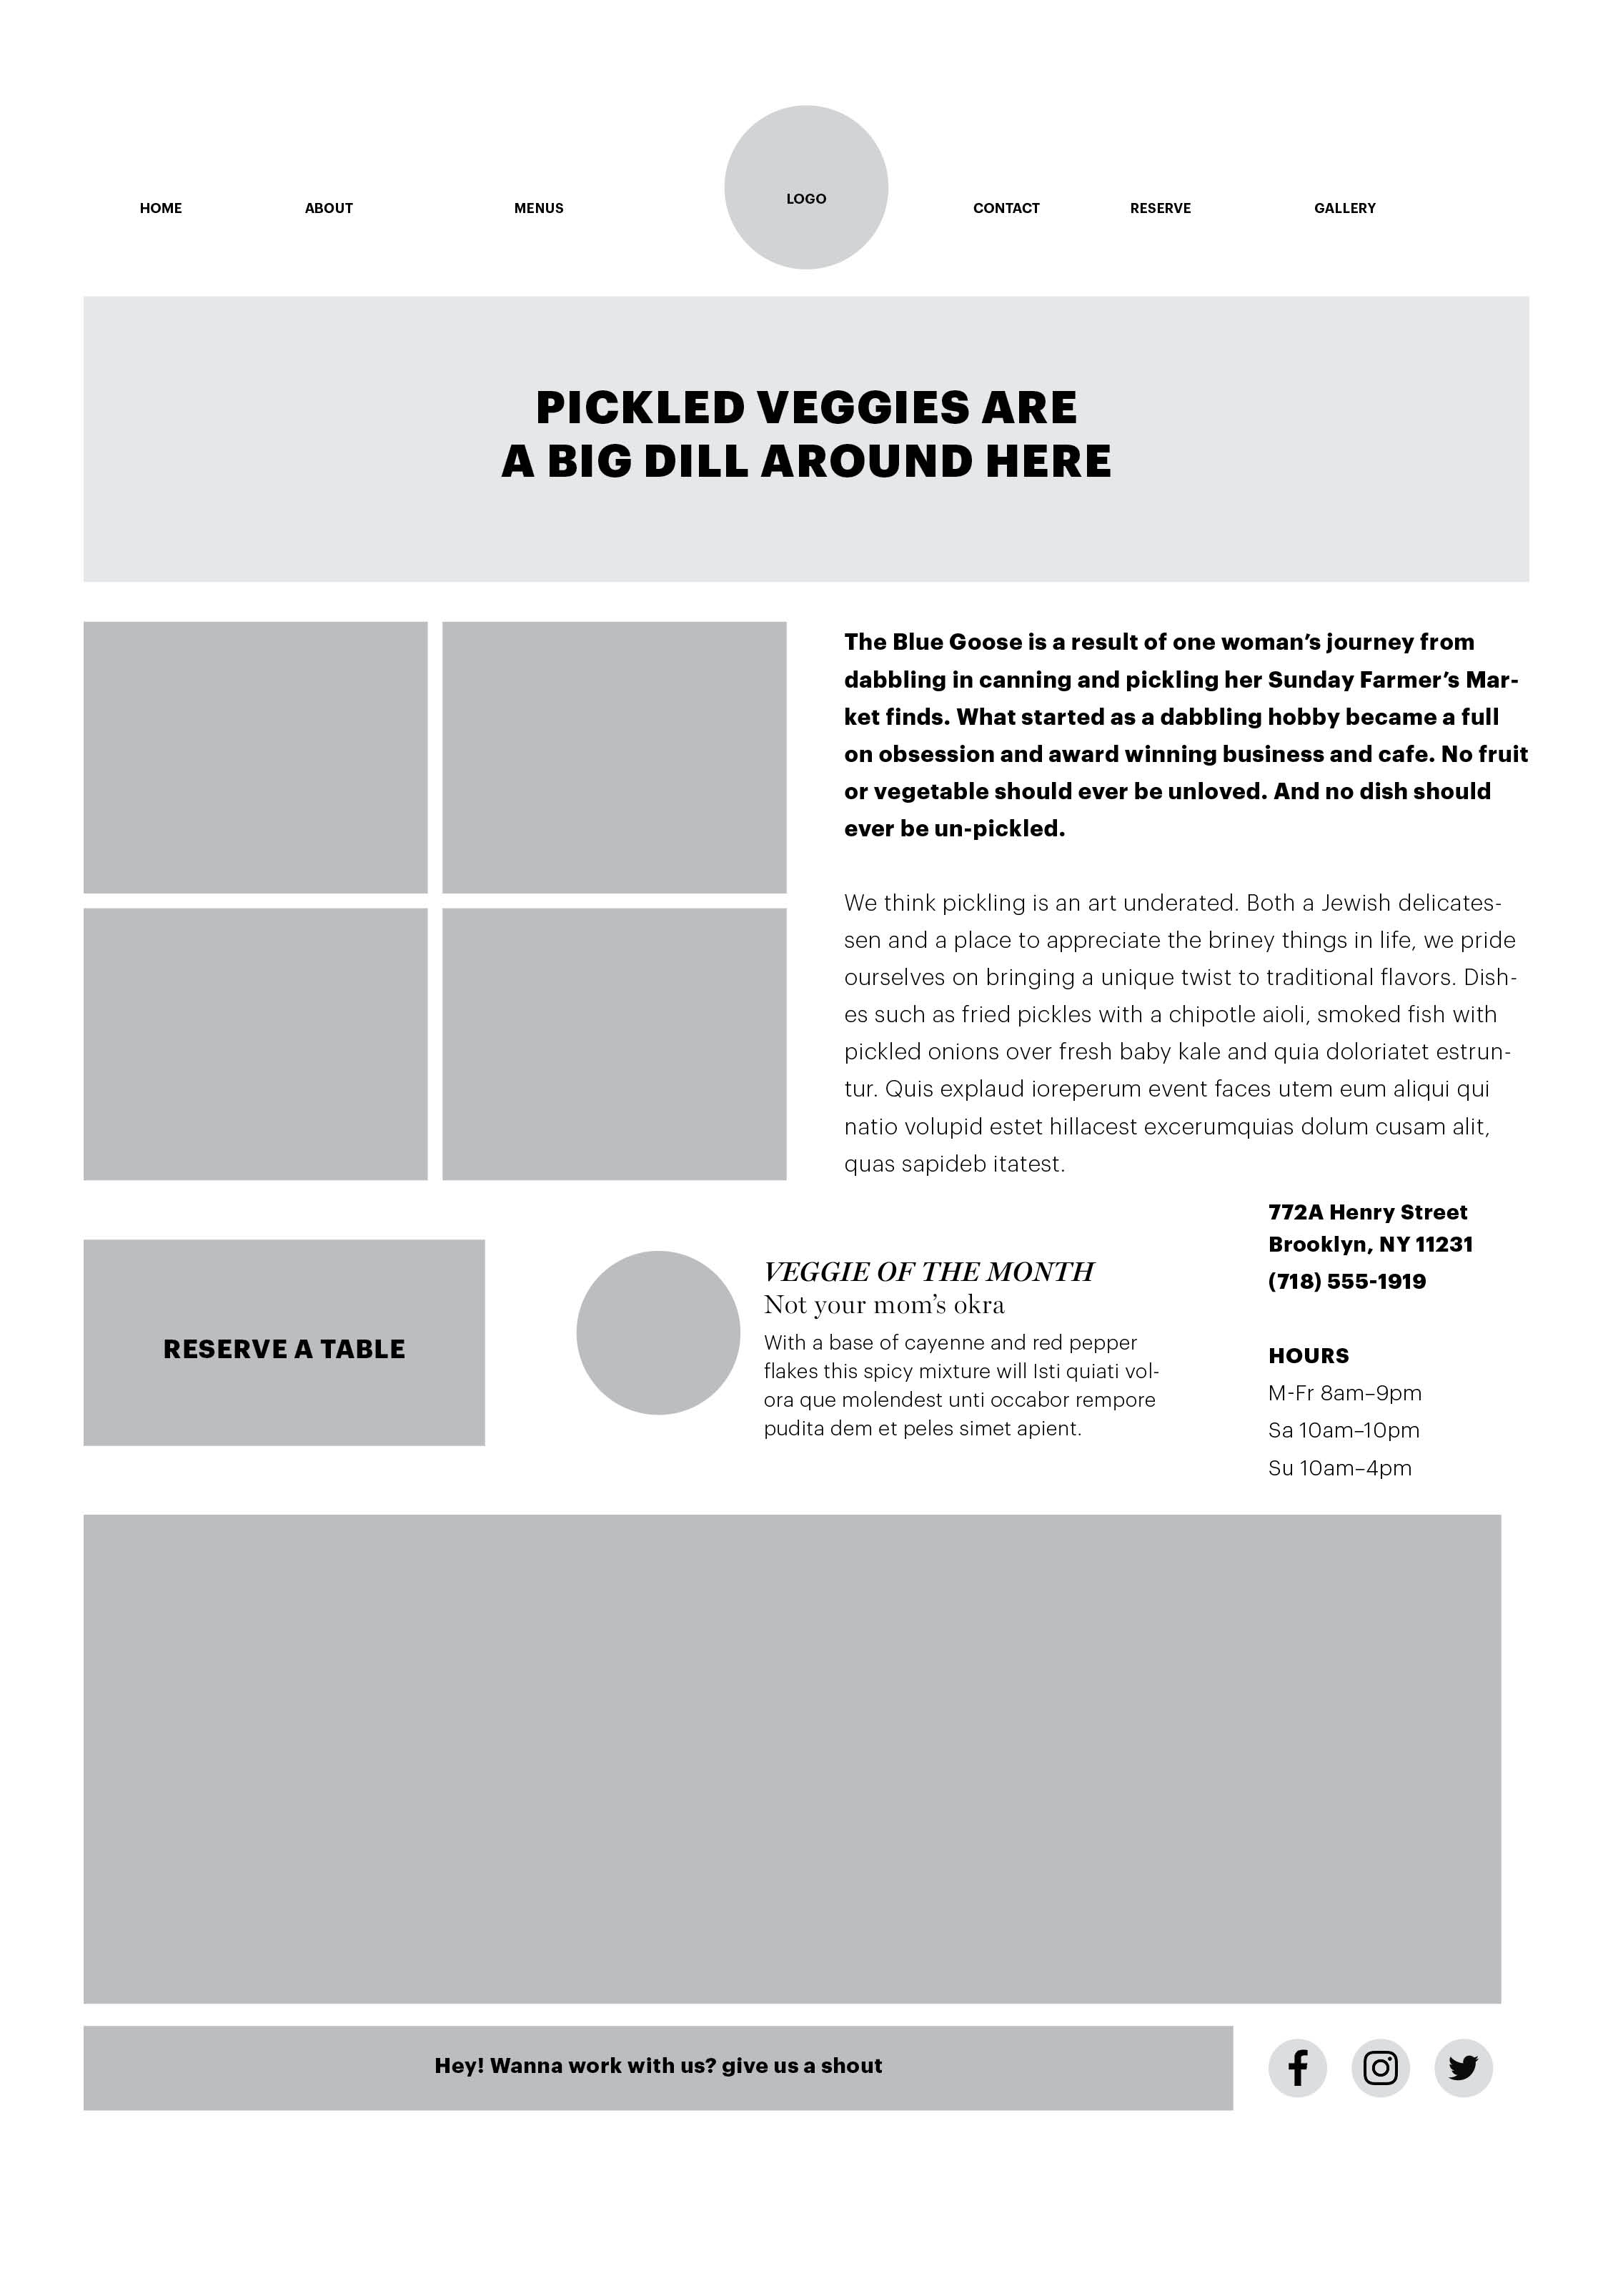 HOME ABOUT MENUS LOGO CONTACT RESERVE GALLERY
PICKLED VEGGIES ARE
A BIG DILL AROUND HERE
The Blue Goose is a result of one woman’s journey from
dabbling in canning and pickling her Sunday Farmer’s Mar-
ket finds. What started as a dabbling hobby became a full
on obsession and award winning business and cafe. No fruit
or vegetable should ever be unloved. And no dish should
ever be un-pickled.
We think pickling is an art underated. Both a Jewish delicates-
sen and a place to appreciate the briney things in life, we pride
ourselves on bringing a unique twist to traditional flavors. Dish-
es such as fried pickles with a chipotle aioli, smoked fish with
pickled onions over fresh baby kale and quia doloriatet estrun-
tur. Quis explaud ioreperum event faces utem eum aliqui qui
natio volupid estet hillacest excerumquias dolum cusam alit,
quas sapideb itatest.
RESERVE A TABLE
VEGGIE OF THE MONTH
Not your mom’s okra
With a base of cayenne and red pepper
flakes this spicy mixture will Isti quiati vol-
ora que molendest unti occabor rempore
pudita dem et peles simet apient.
772A Henry Street
Brooklyn, NY 11231
(718) 555-1919
HOURS
M-Fr 8am–9pm
Sa 10am–10pm
Su 10am–4pm
Hey! Wanna work with us? give us a shout